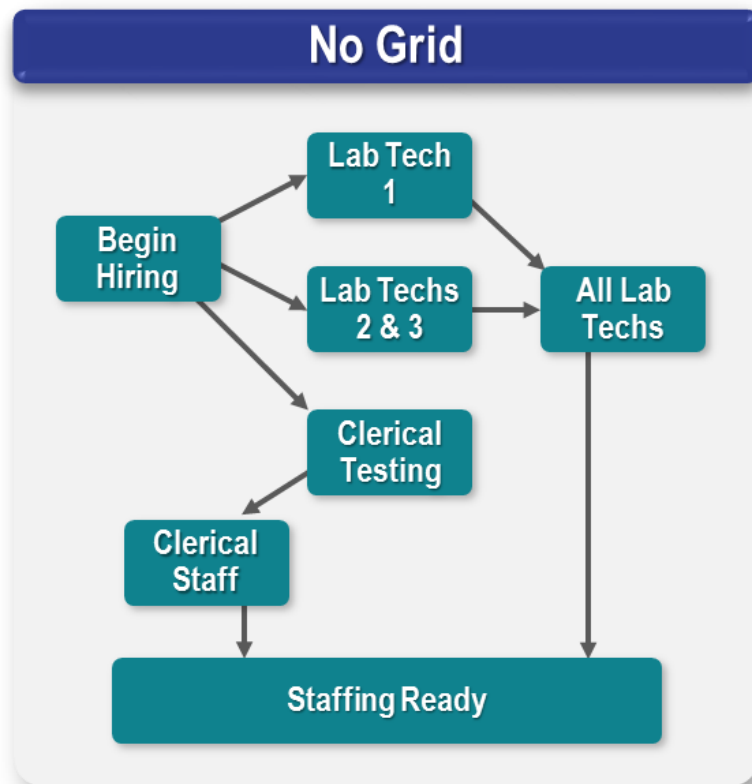 No Grid
Lab Tech
1
Begin
Hiring
Lab Techs
2 & 3
All Lab
Techs
Clerical
Testing
Clerical
Staff
Staffing Ready